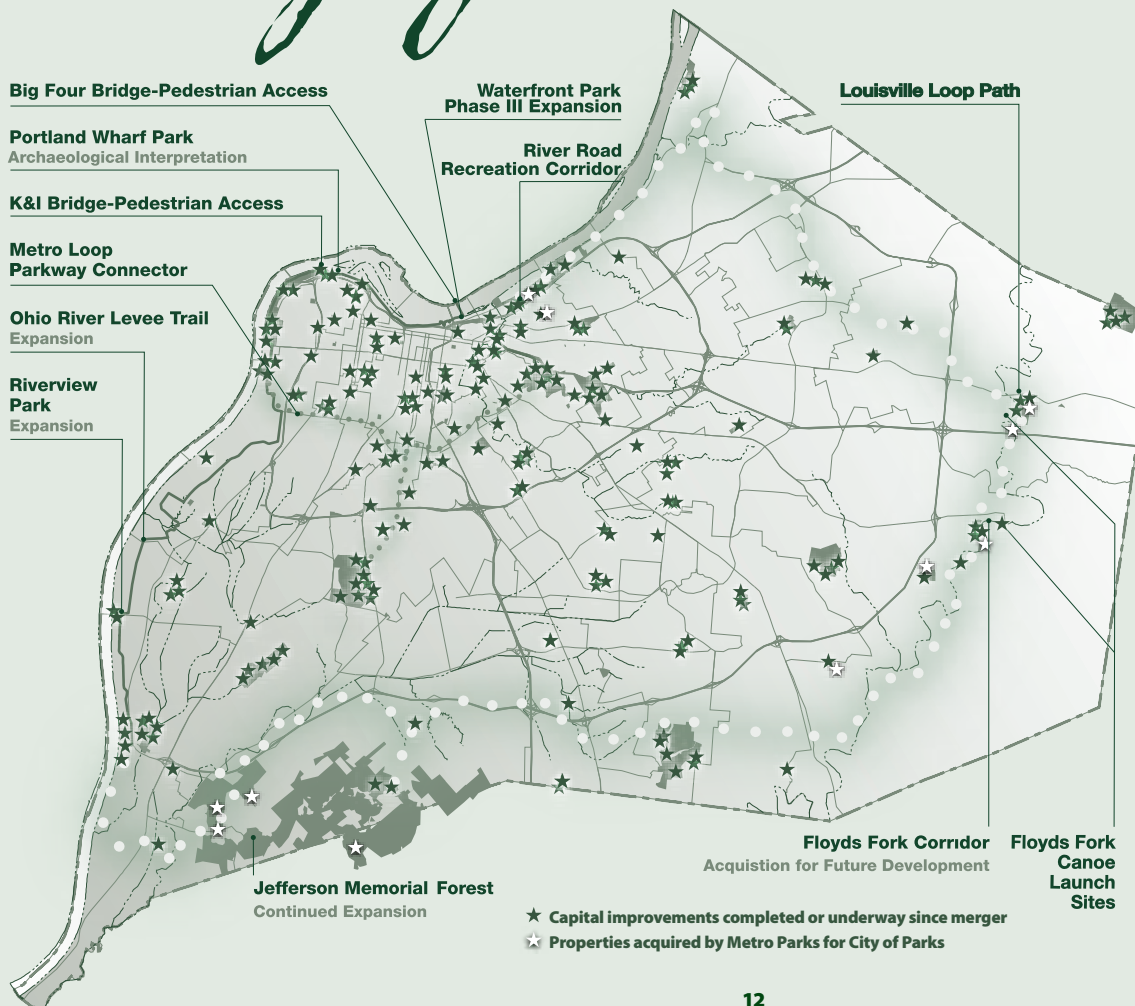 Big Four Bridge-Pedestrian Access
Portland Wharf Park
Archaeological Interpretation
K&I Bridge-Pedestrian Access
Metro Loop
Parkway Connector
Ohio River Levee Trail
Expansion
Riverview
Park
Expansion
Waterfront Park
Phase III Expansion
River Road
Recreation Corridor
Louisville Loop Path
Jefferson Memorial Forest
Continued Expansion
Floyds Fork Corrıdor
Acquistion for Future Development
Floyds Fork
Canoe
Launch
Sites
Capital improvements completed or underway since merger
Properties acquired by Metro Parks for City of Parks
12